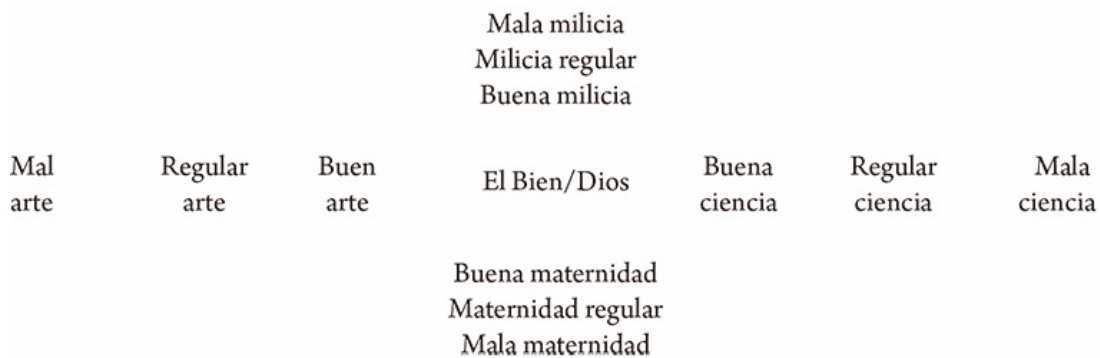 Mala milicia
Milicia regular
Buena milicia
Mal arte
Regular arte
Buen arte
El Bien/Dios
Buena ciencia
Regular ciencia
Mala ciencia
Buena maternidad
Maternidad regular
Mala maternidad